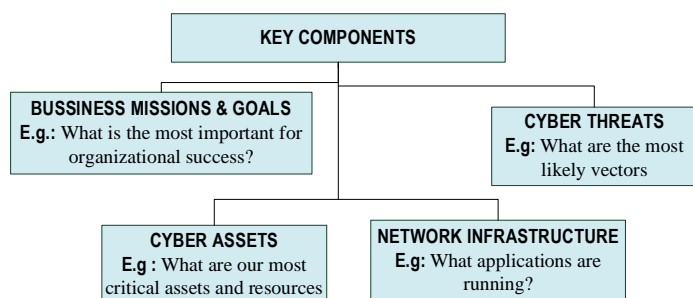 KEY COMPONENTS
BUSSINESS MISSIONS & GOALS
E.g.: What is the most important for
organizational success?
CYBER THREATS
E.g: What are the most
likely vectors
CYBER ASSETS
E.g : What are our most
critical assets and resources
NETWORK INFRASTRUCTURE
E.g: What applications are
running?